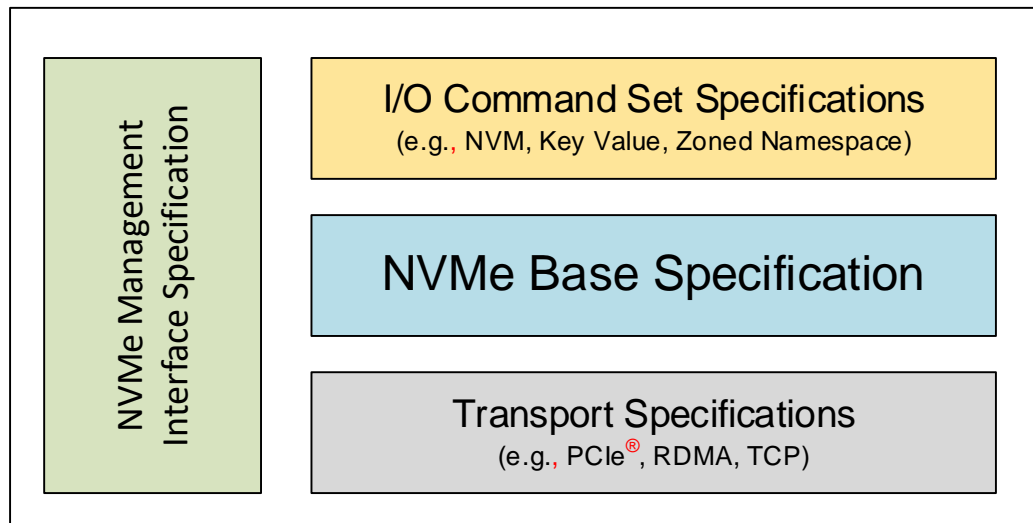 NVMe Management
Interface Specification
I/O Command Set Specifications
(e.g., NVM, Key Value, Zoned Namespace)
NVMe Base Specification
Transport Specifications
(e.g., PCIe®, RDMA, TCP)